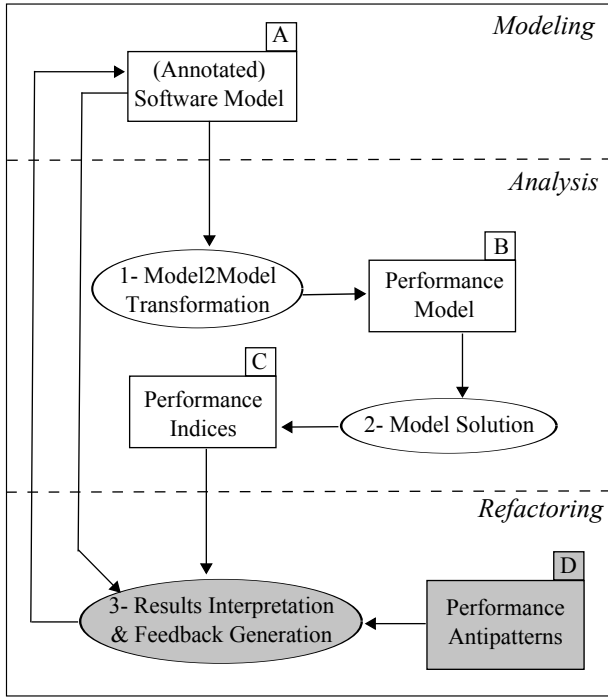 Modeling
A
(Annotated)
Software Model
Analysis
1- Model2Model
Transformation
B
Performance
Model
C
Performance
Indices
2- Model Solution
Refactoring
3- Results Interpretation
& Feedback Generation
D
Performance
Antipatterns